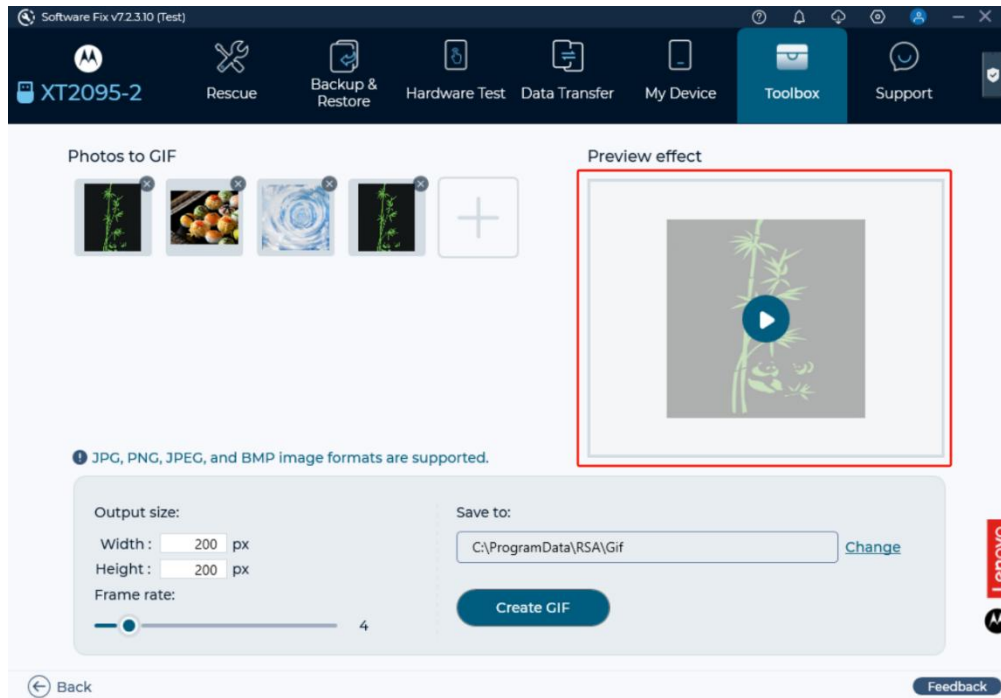 Software Fix v7.2.3.10 (Test)
XT2095-2
Rescue
Backup &
Restore
Hardware Test
Data Transfer
My Device
Toolbox
Support
Photos to GIF
Preview effect
JPG, PNG, JPEG, and BMP image formats are supported.
Output size:
Width : 200 px
Height : 200 px
Frame rate:
4
Save to:
C:\ProgramData\RSA\Gif
Change
Create GIF
Lenovo
Back
Feedback